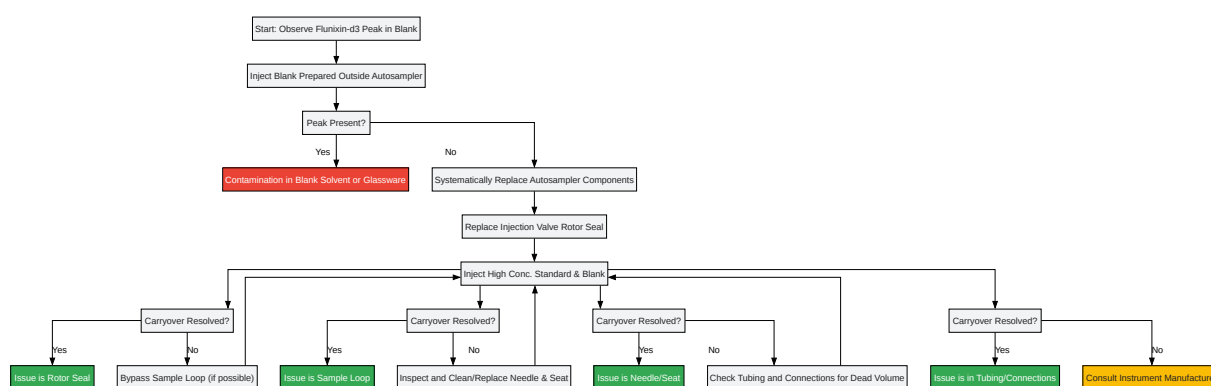 Start: Observe Flunixin-d3 Peak in Blank
Inject Blank Prepared Outside Autosampler
Peak Present?
Yes
No
Contamination in Blank Solvent or Glassware
Systematically Replace Autosampler Components
Replace Injection Valve Rotor Seal
Inject High Conc. Standard & Blank
Carryover Resolved?
Carryover Resolved?
Carryover Resolved?
Carryover Resolved?
Yes
No
Yes
No
Yes
No
Yes
No
Issue is Rotor Seal
Bypass Sample Loop (if possible)
Issue is Sample Loop
Inspect and Clean/Replace Needle & Seat
Issue is Needle/Seat
Check Tubing and Connections for Dead Volume
Issue is in Tubing/Connections
Consult Instrument Manufactur